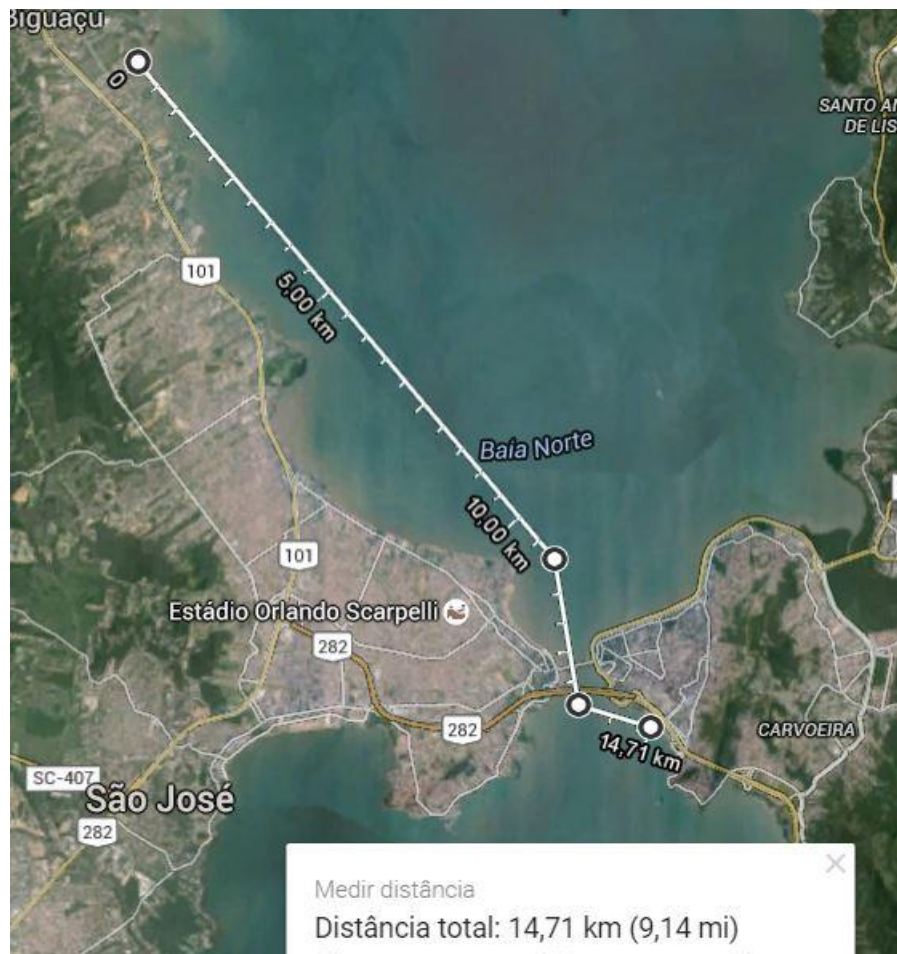 Biguaçu
0
SANTO AN
DE LIS
101
5,00 km
Baía Norte
10,00 km
101
Estádio Orlando Scarpelli
282
282
CARVOEIRA
14,71 km
SC-407
São José
282
Medir distância
Distância total: 14,71 km (9,14 mi)